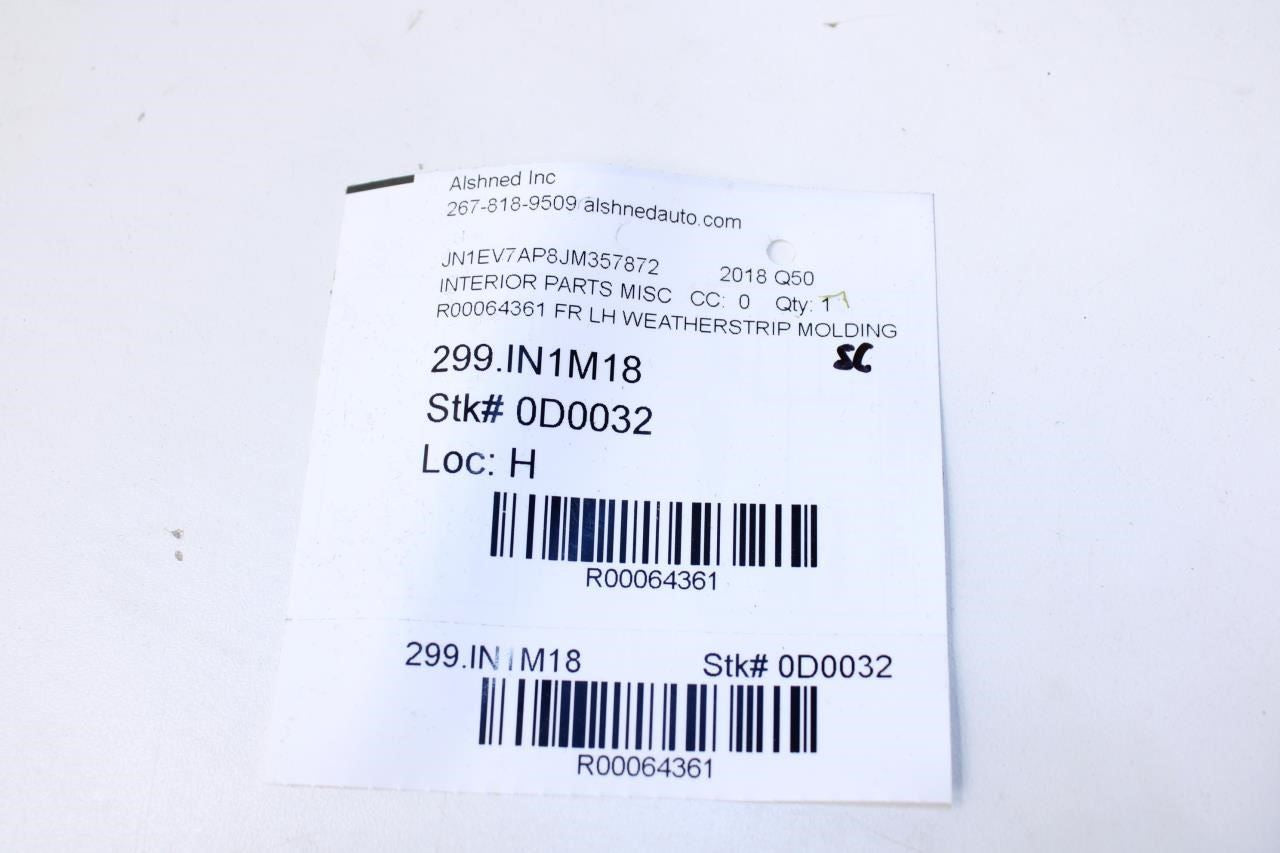 Alshned Inc
267-818-9509 alshnedauto.com
JN1EV7AP8JM357872 2018 Q50
INTERIOR PARTS MISC CC: 0 Qty: 1
R00064361 FR LH WEATHERSTRIP MOLDING
SC
299.IN1M18
Stk# 0D0032
Loc: H
R00064361
299.IN1M18 Stk# 0D0032
R00064361